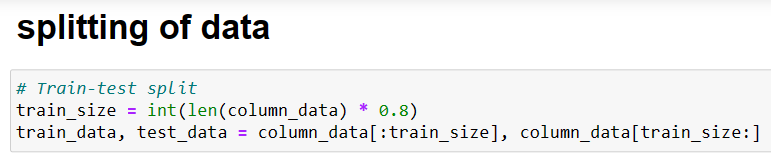 splitting of data
# Train-test split
train_size = int(len(column_data) * 0.8)
train_data, test_data = column_data[:train_size], column_data[train_size:]